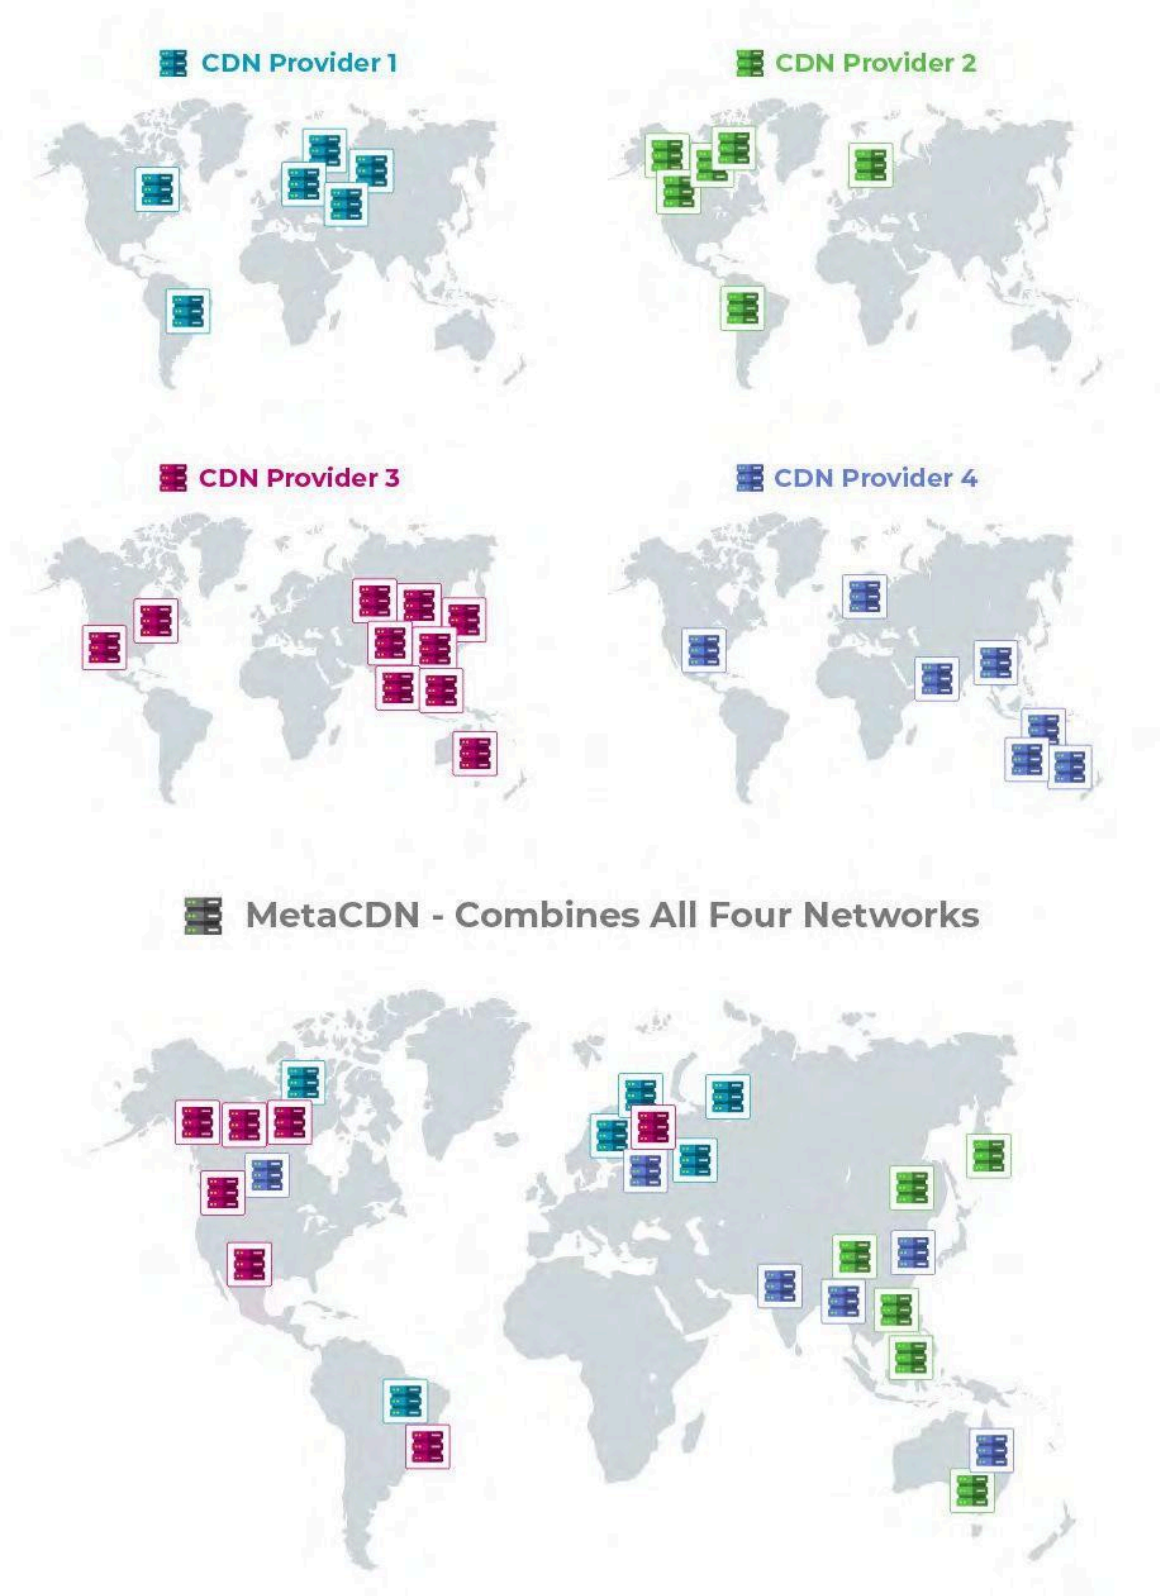 CDN Provider 1
CDN Provider 2
CDN Provider 3
CDN Provider 4
MetaCDN - Combines All Four Networks